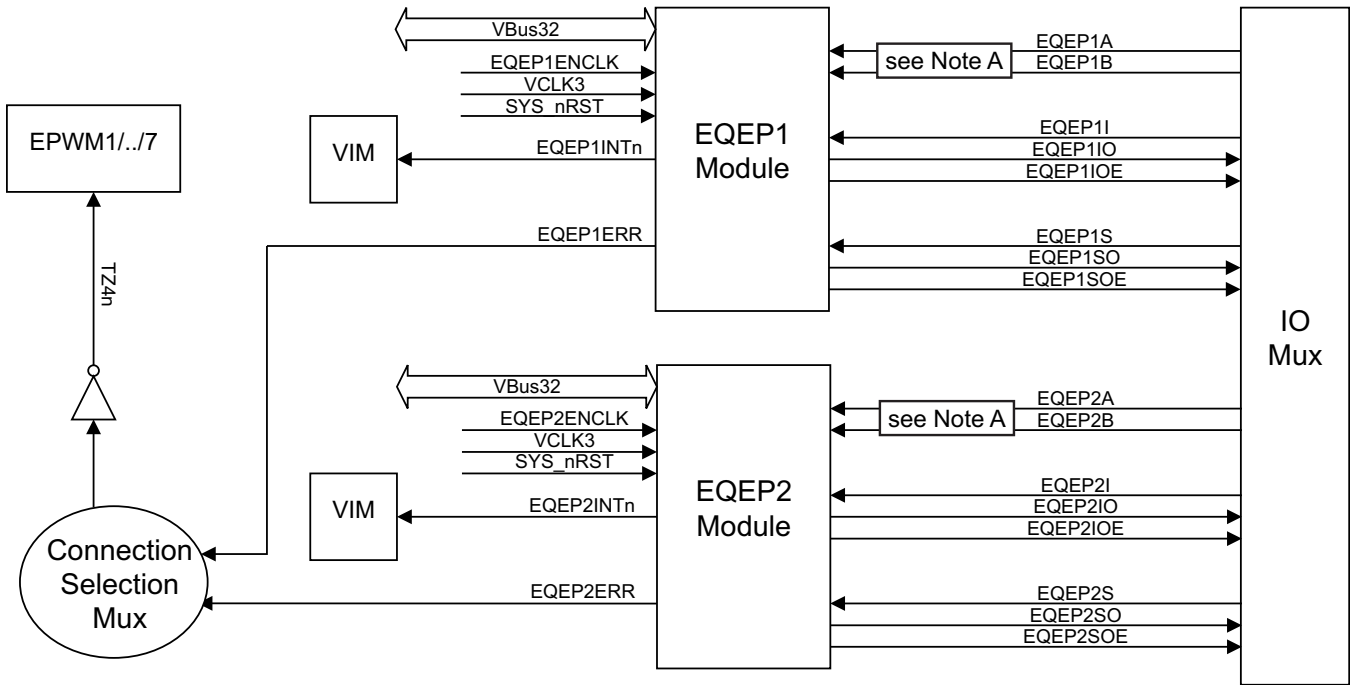 VBus32
EQEP1ENCLK
VCLK3
SYS_nRST
EQEP1INTn
EQEP1ERR
EPWM1/../7
VIM
TZ4n
EQEP1
Module
see Note A
EQEP1A
EQEP1B
EQEP1I
EQEP1IO
EQEP1IOE
EQEP1S
EQEP1SO
EQEP1SOE
IO
Mux
VBus32
EQEP2ENCLK
VCLK3
SYS_nRST
EQEP2INTn
EQEP2ERR
VIM
Connection
Selection
Mux
EQEP2
Module
see Note A
EQEP2A
EQEP2B
EQEP2I
EQEP2IO
EQEP2IOE
EQEP2S
EQEP2SO
EQEP2SOE